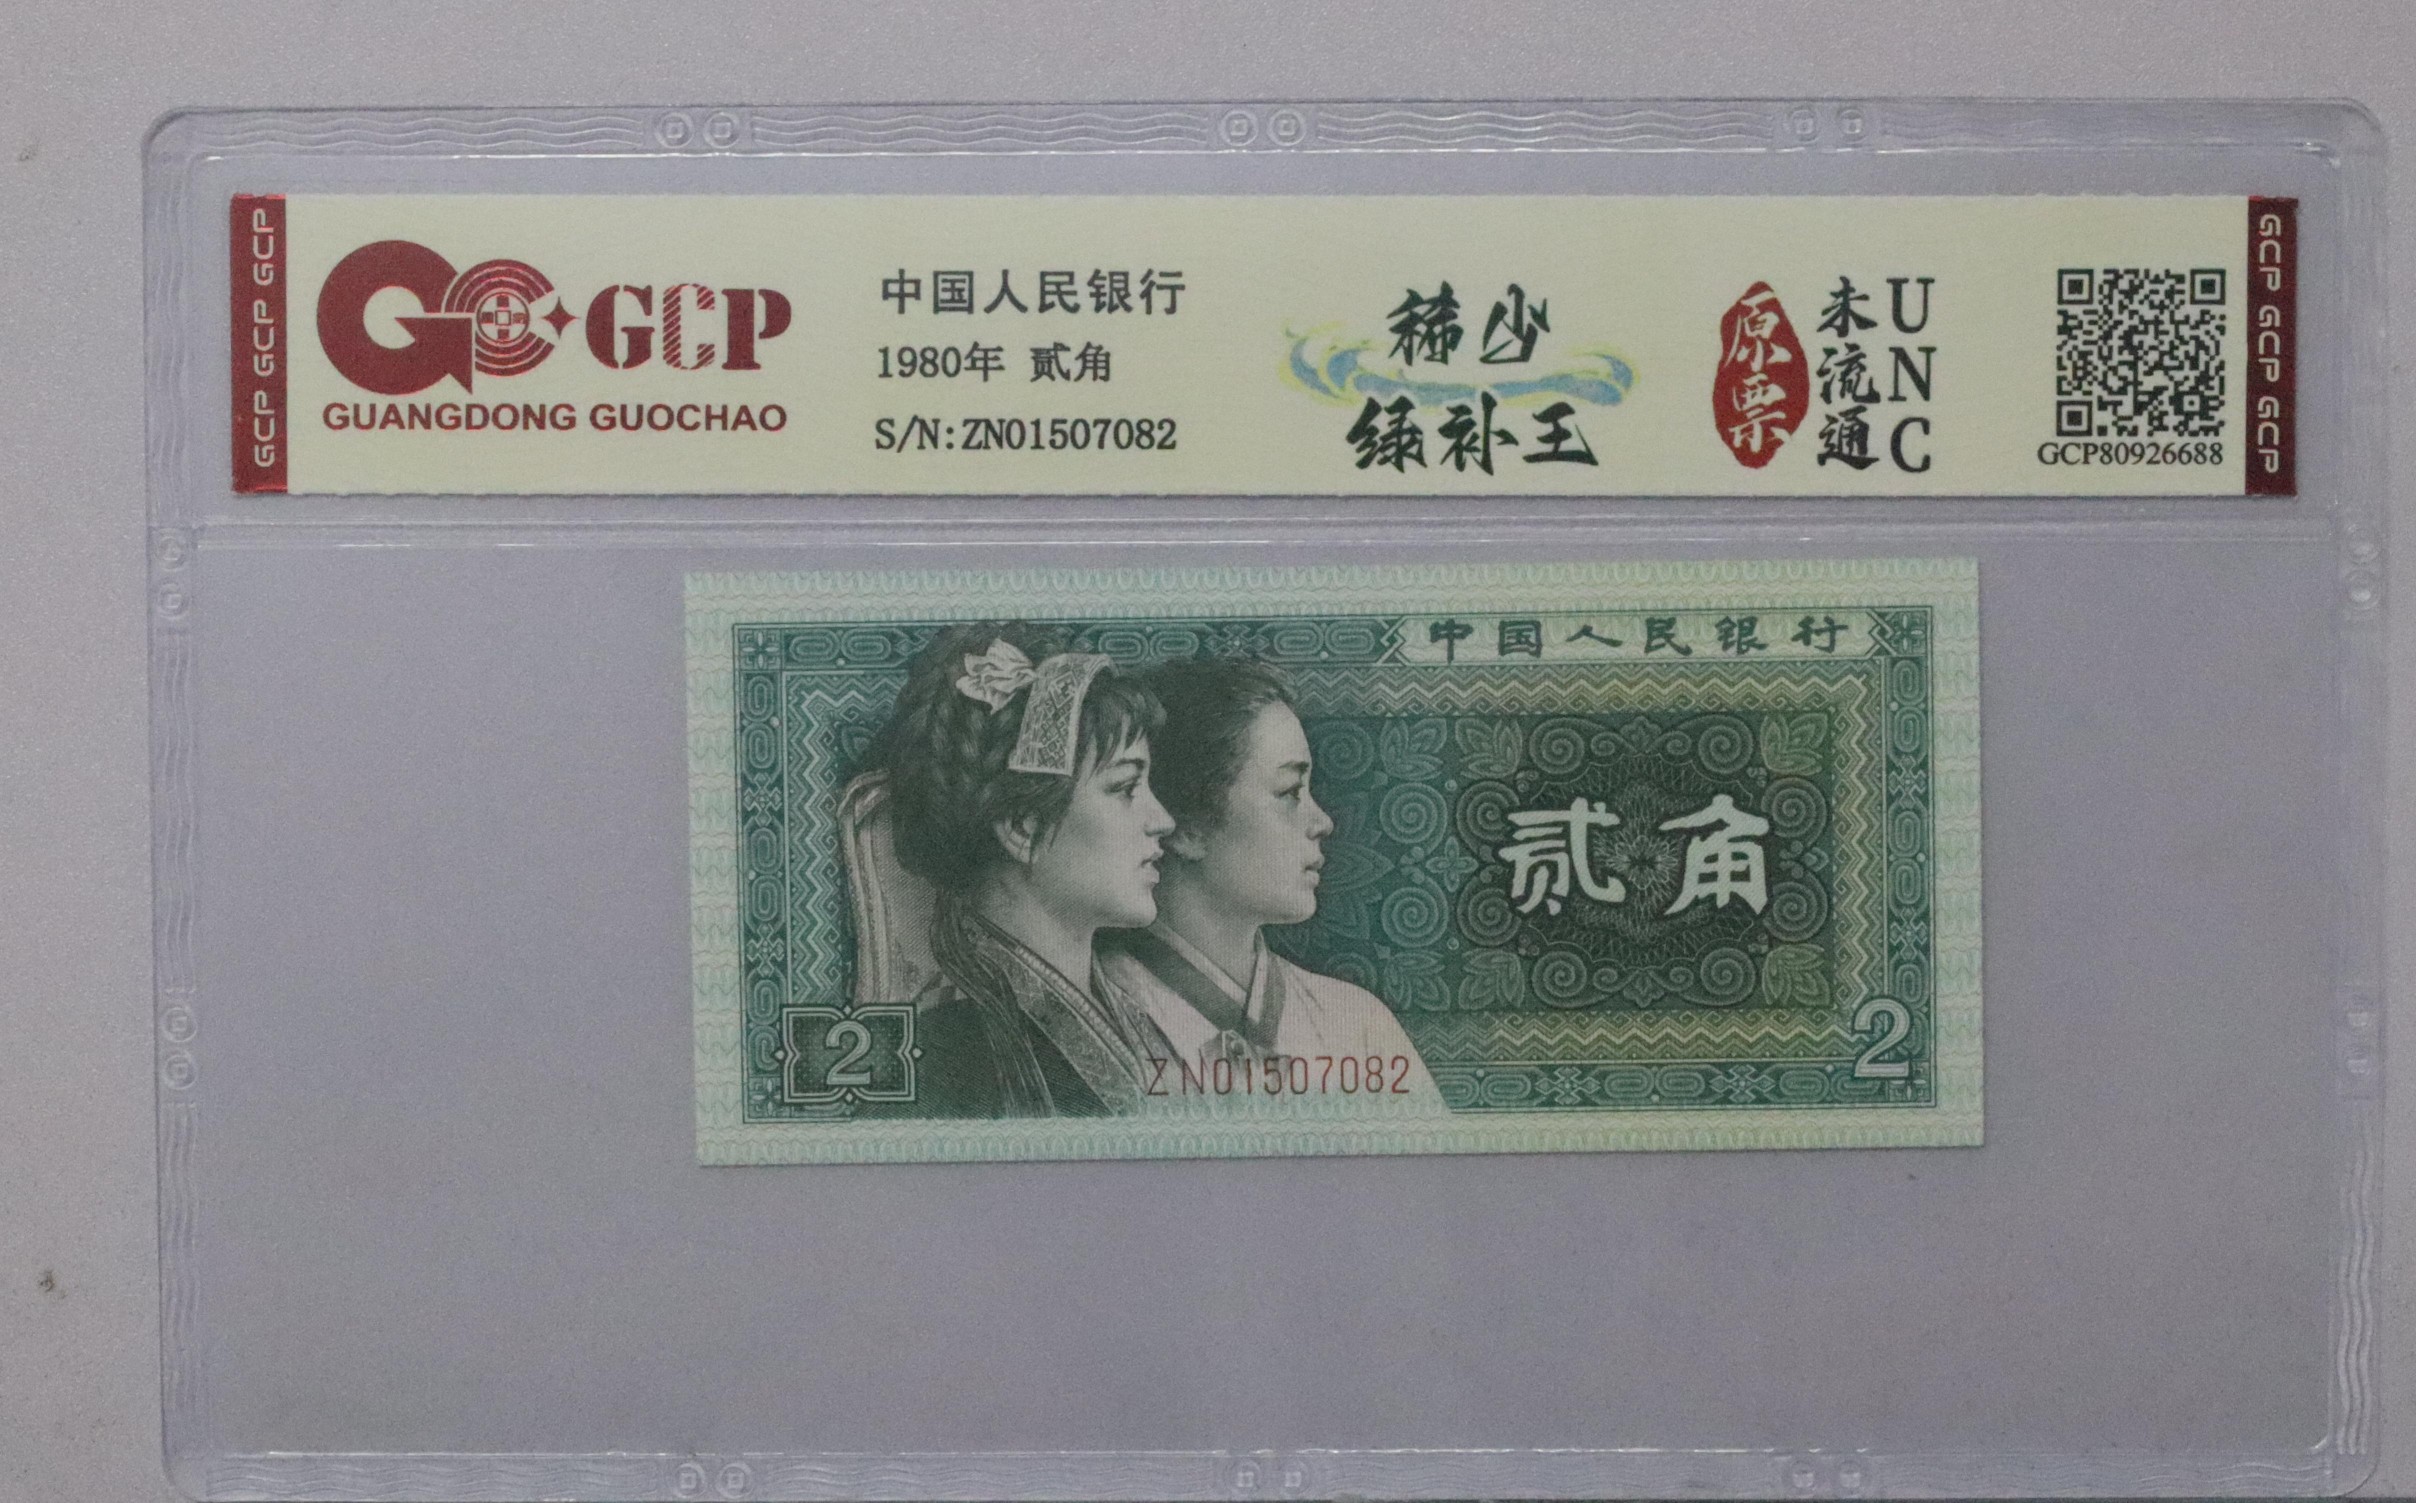 GCP GCP GCP
GCP
GUANGDONG GUOCHAO
中国人民银行
1980年 贰角
S/N:ZN01507082
稀少
绿补王
原票
未流通
UNC
GCP80926688
GCP GCP GCP
中国人民银行
贰角
2
ZN01507082
2